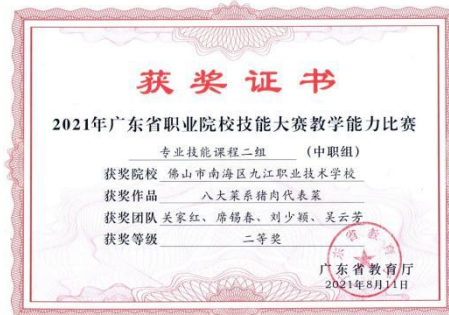 获奖证书
2021年广东省职业院校技能大赛教学能力比赛
专业技能课程二组 (中职组)
获奖院校 佛山市南海区九江职业技术学校
获奖作品 八大菜系猪肉代表菜
获奖团队 关家红、席锡春、刘少颖、吴云芳
获奖等级 二等奖
广东省教育厅
2021年8月11日